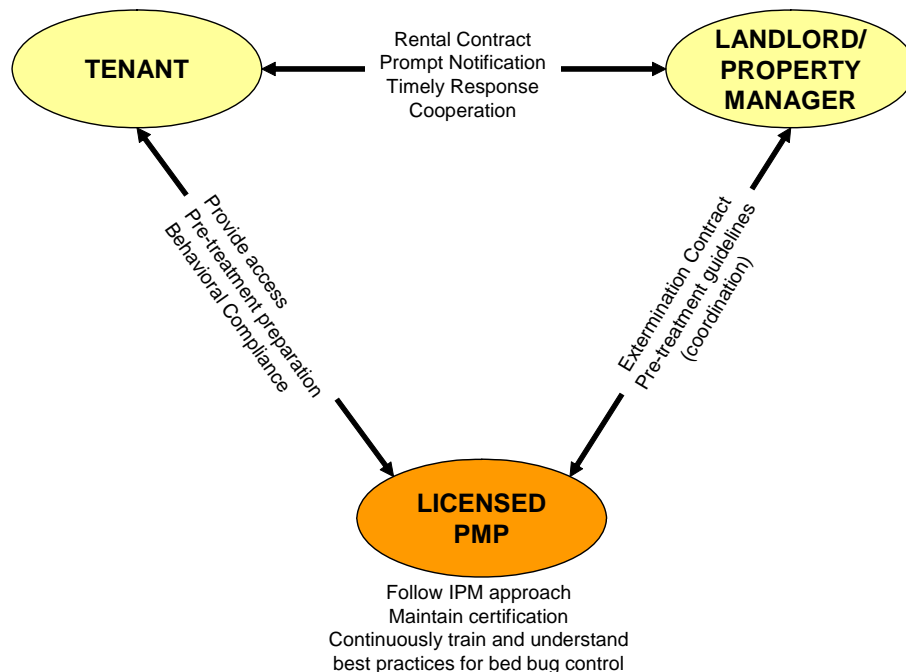 TENANT
Rental Contract
Prompt Notification
Timely Response
Cooperation
LANDLORD/
PROPERTY
MANAGER
Provide access
Pre-treatment preparation
Behavioral Compliance
Extermination Contract
Pre-treatment guidelines
(coordination)
LICENSED
PMP
Follow IPM approach
Maintain certification
Continuously train and understand
best practices for bed bug control